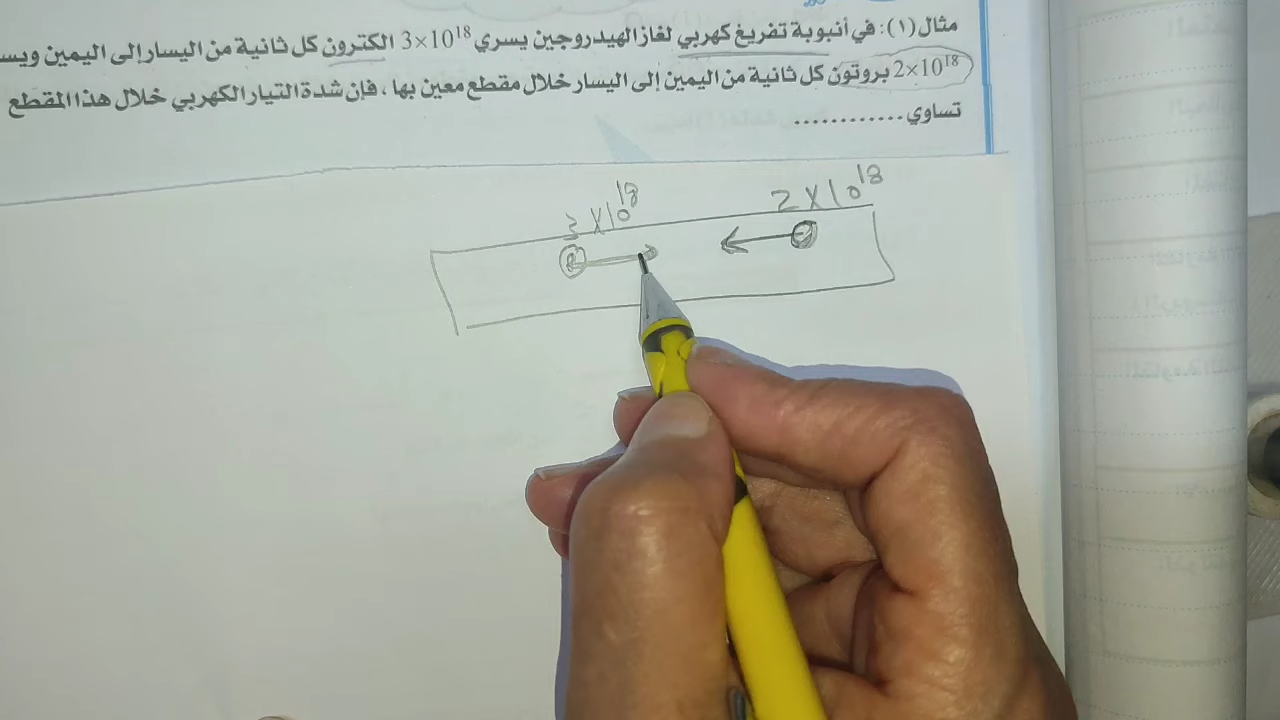 مثال (١): في أنبوبة تفريغ كهربي لغاز الهيدروجين يسري 3×10¹⁸ الكترون كل ثانية من اليسار إلى اليمين
2×10¹⁸ بروتون كل ثانية من اليمين إلى اليسار خلال مقطع معين بها ، فإن شدة التيار الكهربي خلال هذا المقطع
تساوي ............
3 × 10¹⁸
2 × 10¹⁸